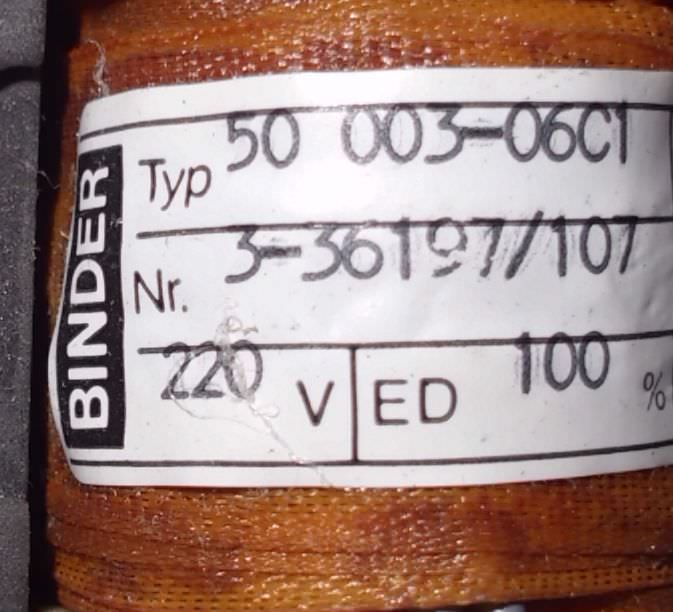 BINDER
Typ 50 003-06C1
Nr. 3-36197/107
220 V ED 100 %